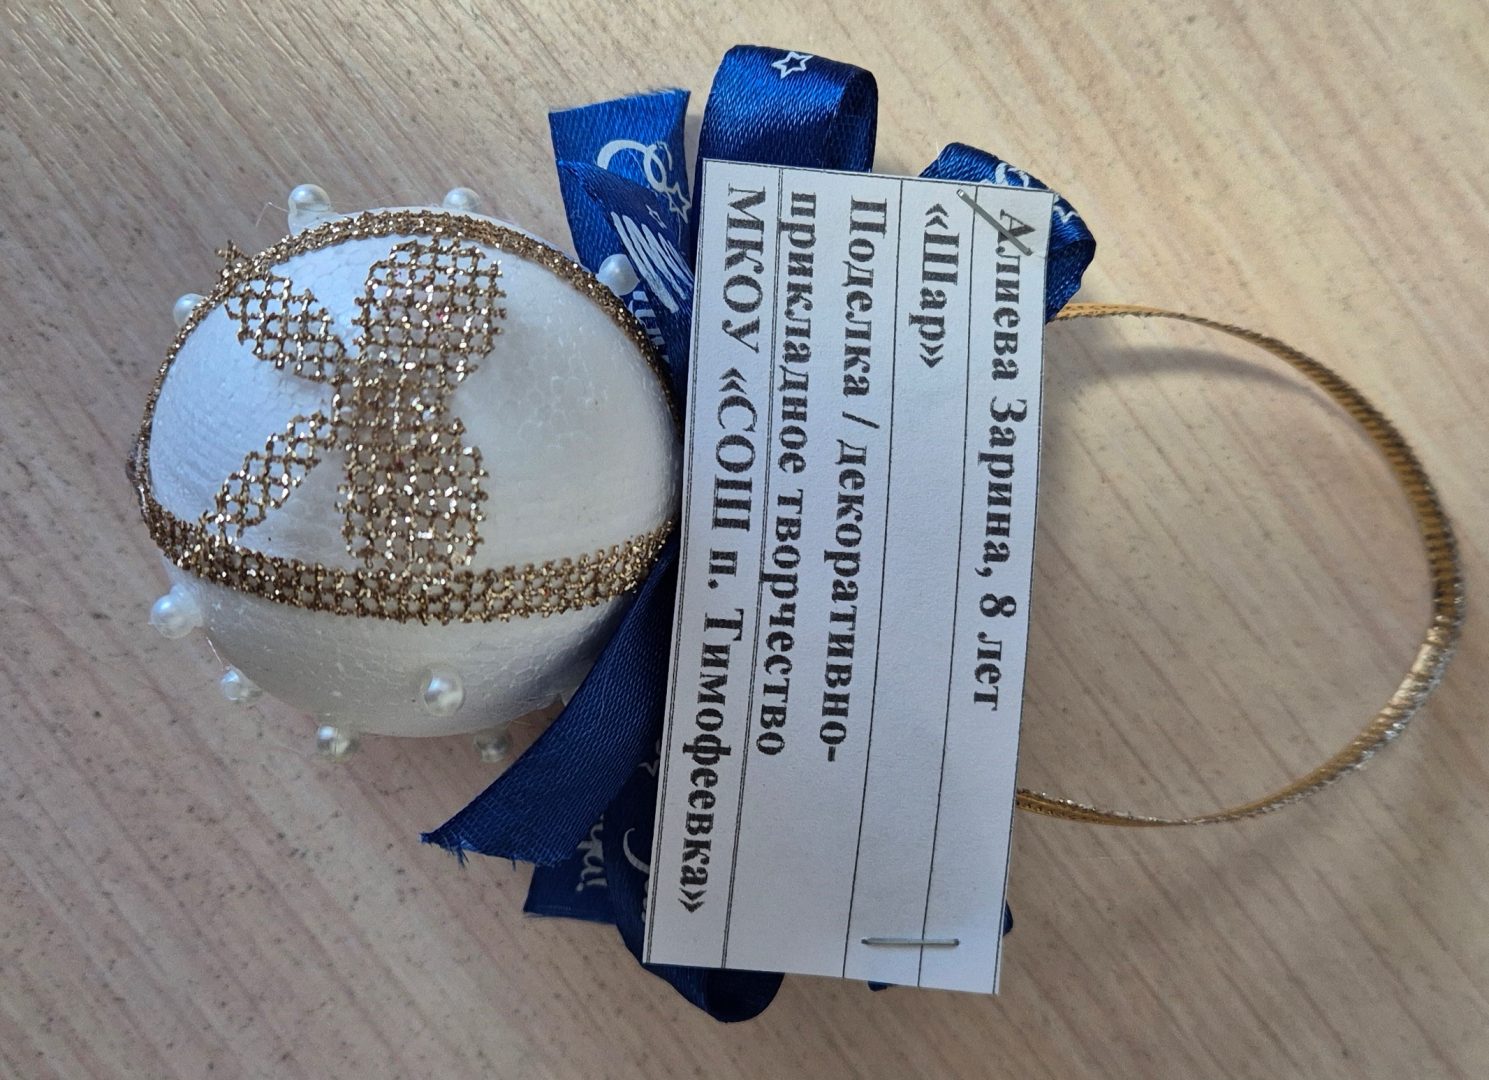 Алиева Зарина, 8 лет
«Шар»
Поделка / декоративно-
прикладное творчество
МКОУ «СОШ п. Тимофеевка»